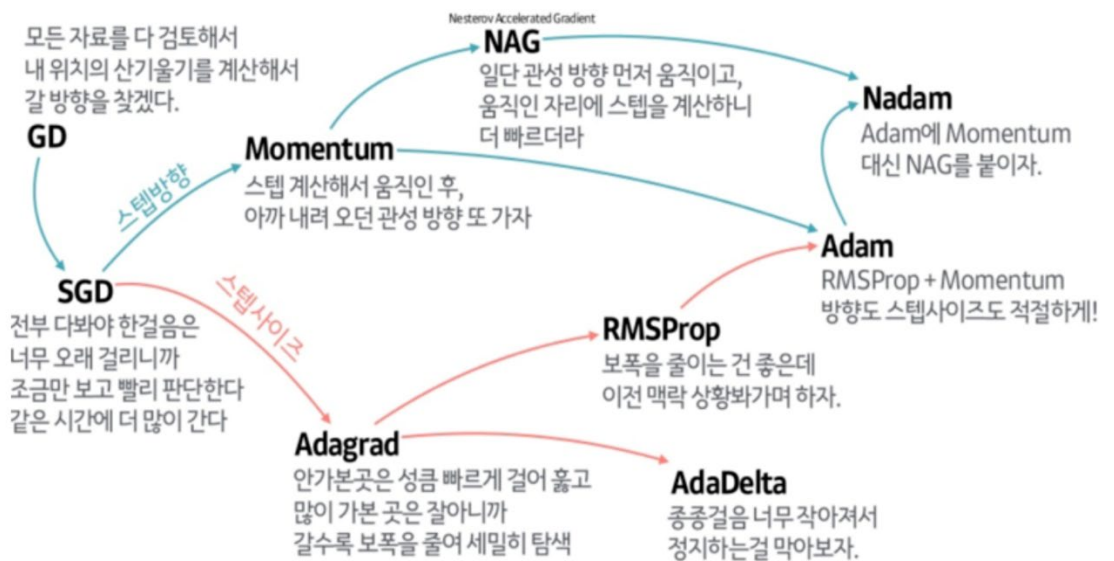 모든 자료를 다 검토해서
내 위치의 산기울기를 계산해서
갈 방향을 찾겠다.
GD
스텝방향
Nesterov Accelerated Gradient
NAG
일단 관성 방향 먼저 움직이고,
움직인 자리에 스텝을 계산하니
더 빠르더라
Momentum
스텝 계산해서 움직인 후,
아까 내려 오던 관성 방향 또 가자
Nadam
Adam에 Momentum
대신 NAG를 붙이자.
Adam
RMSProp + Momentum
방향도 스텝사이즈도 적절하게!
SGD
전부 다봐야 한걸음은
너무 오래 걸리니까
조금만 보고 빨리 판단한다
같은 시간에 더 많이 간다
스텝사이즈
RMSProp
보폭을 줄이는 건 좋은데
이전 맥락 상황봐가며 하자.
Adagrad
안가본곳은 성큼 빠르게 걸어 훓고
많이 가본 곳은 잘아니까
갈수록 보폭을 줄여 세밀히 탐색
AdaDelta
종종걸음 너무 작아져서
정지하는걸 막아보자.